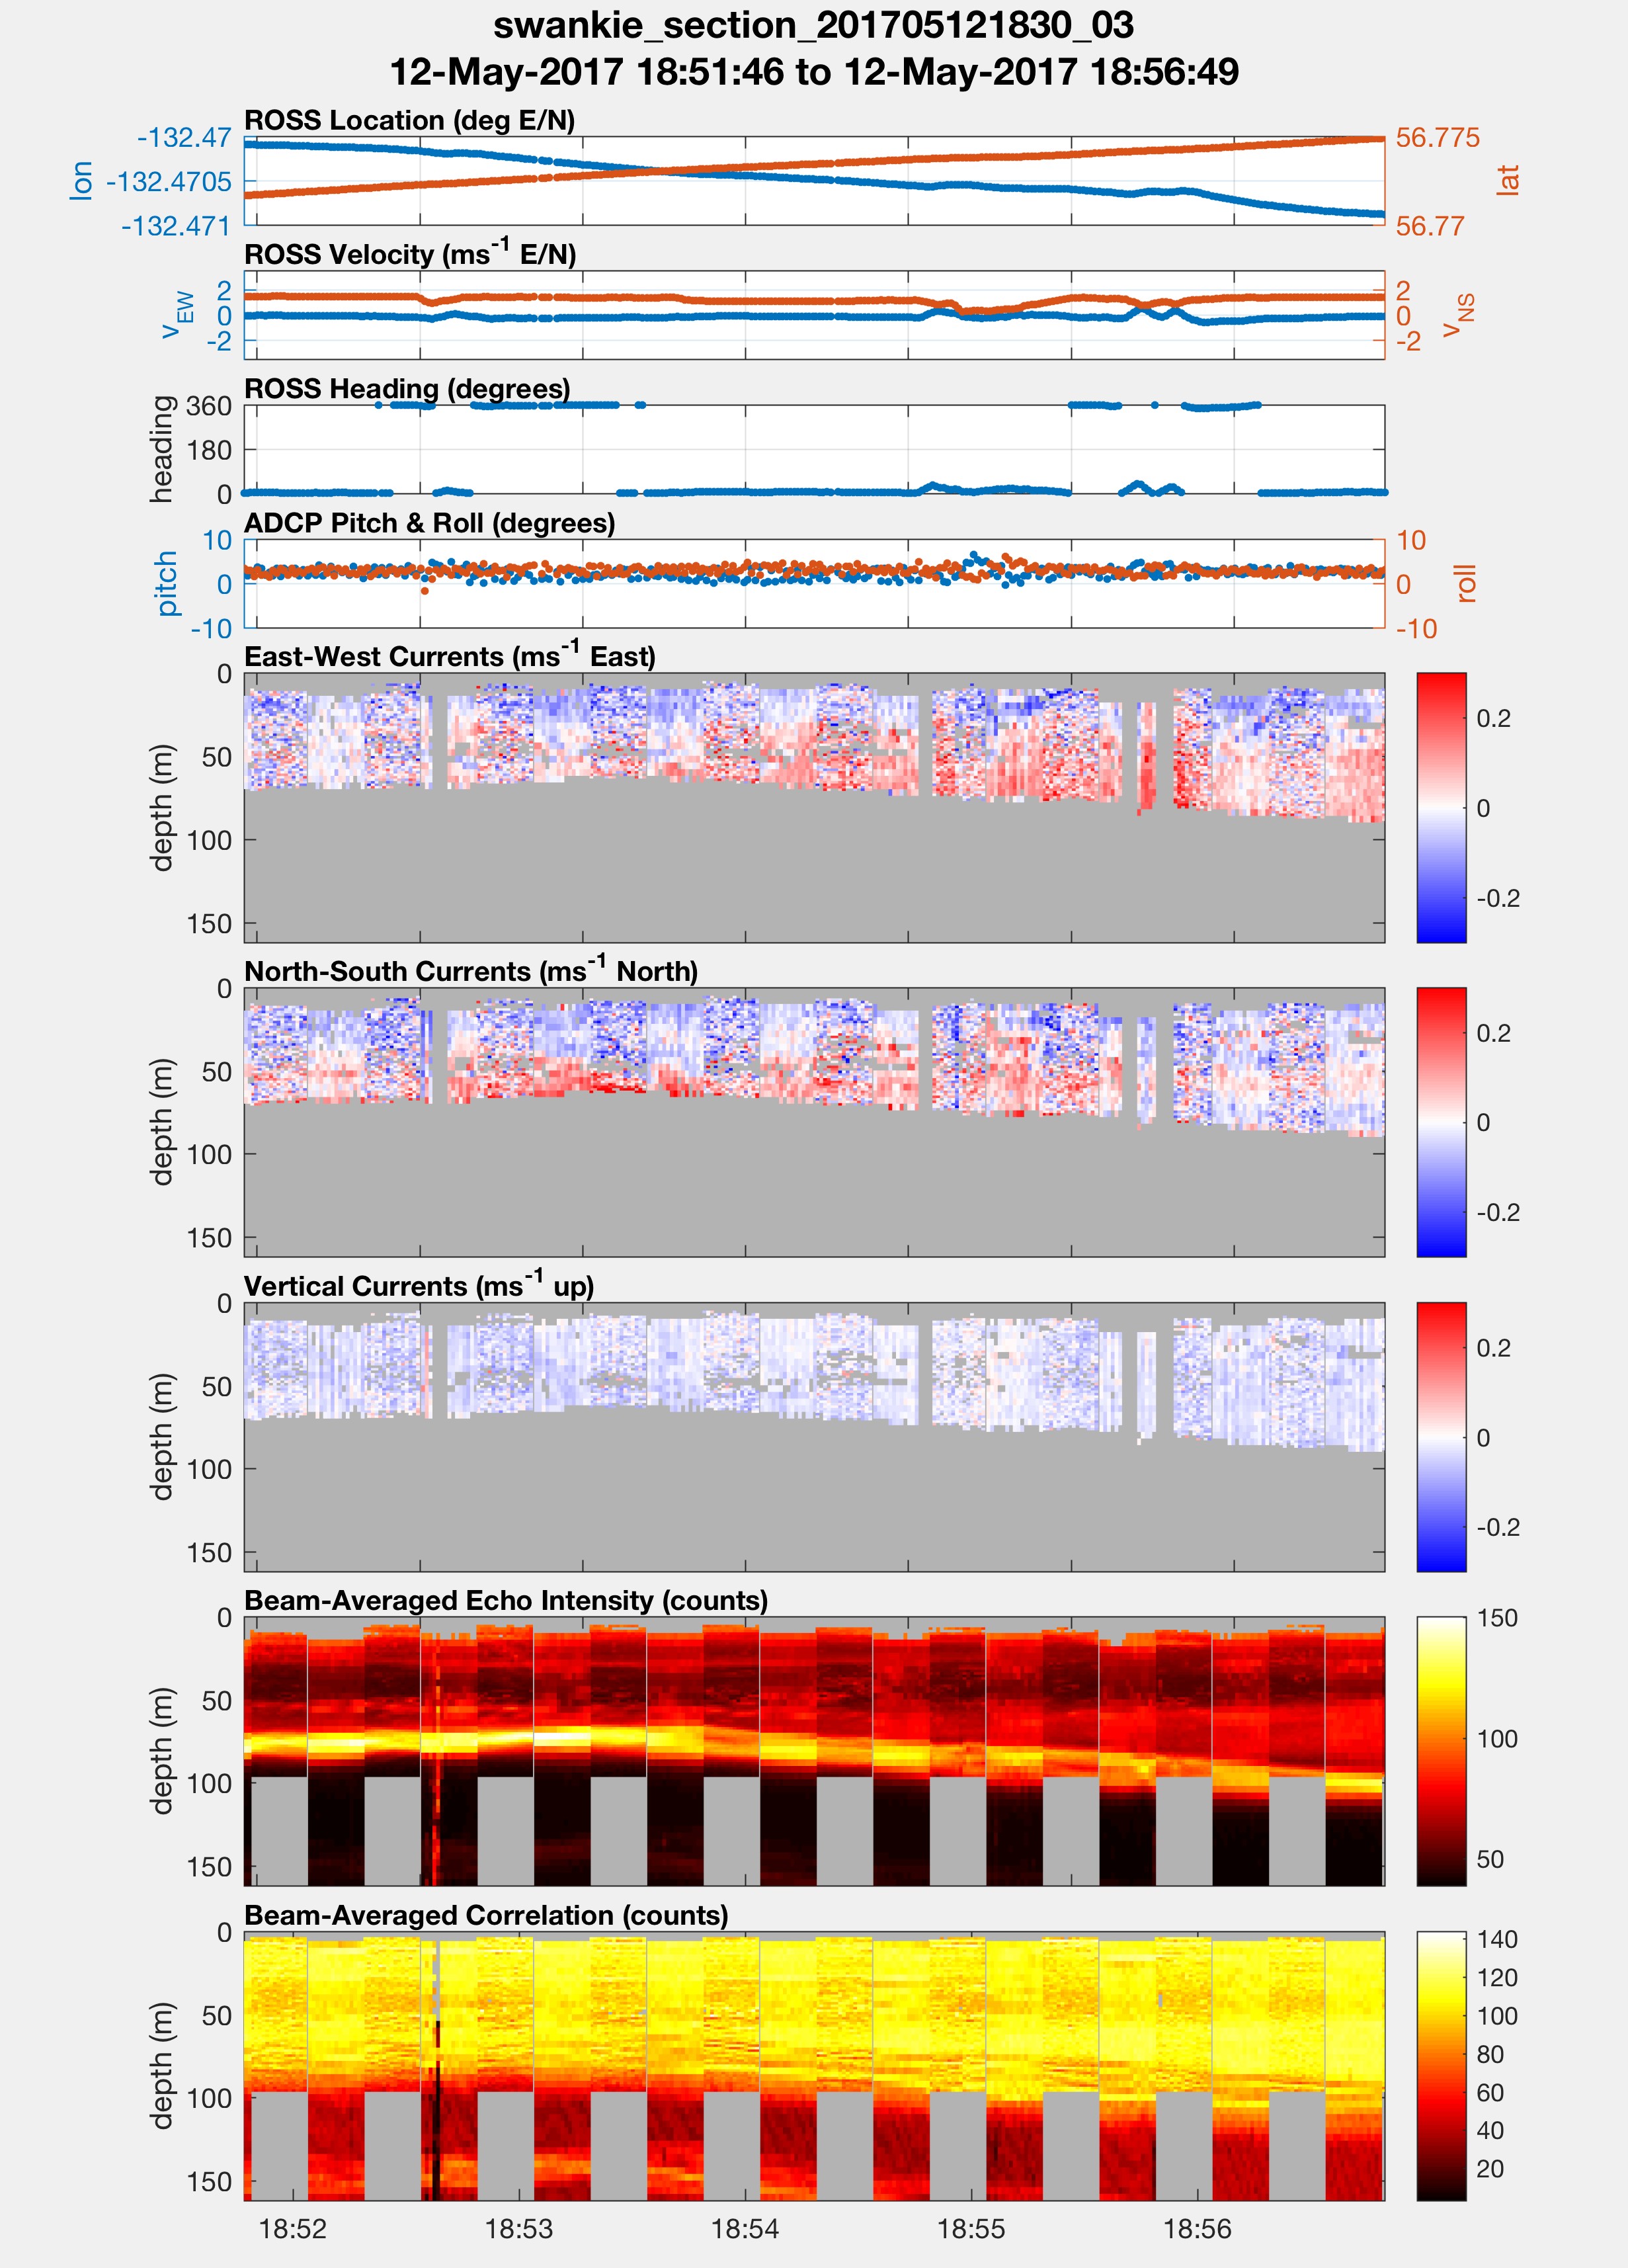 swankie_section_201705121830_03
12-May-2017 18:51:46 to 12-May-2017 18:56:49
ROSS Location (deg E/N)
-132.47
-132.4705
-132.471
lon
56.775
56.77
lat
ROSS Velocity (ms-1 E/N)
2
0
-2
vEW
2
0
-2
vNS
ROSS Heading (degrees)
360
180
0
heading
ADCP Pitch & Roll (degrees)
10
0
-10
pitch
10
0
-10
roll
East-West Currents (ms-1 East)
0
50
100
150
depth (m)
0.2
0
-0.2
North-South Currents (ms-1 North)
0
50
100
150
depth (m)
0.2
0
-0.2
Vertical Currents (ms-1 up)
0
50
100
150
depth (m)
0.2
0
-0.2
Beam-Averaged Echo Intensity (counts)
0
50
100
150
depth (m)
150
100
50
Beam-Averaged Correlation (counts)
0
50
100
150
depth (m)
140
120
100
80
60
40
20
18:52 18:53 18:54 18:55 18:56